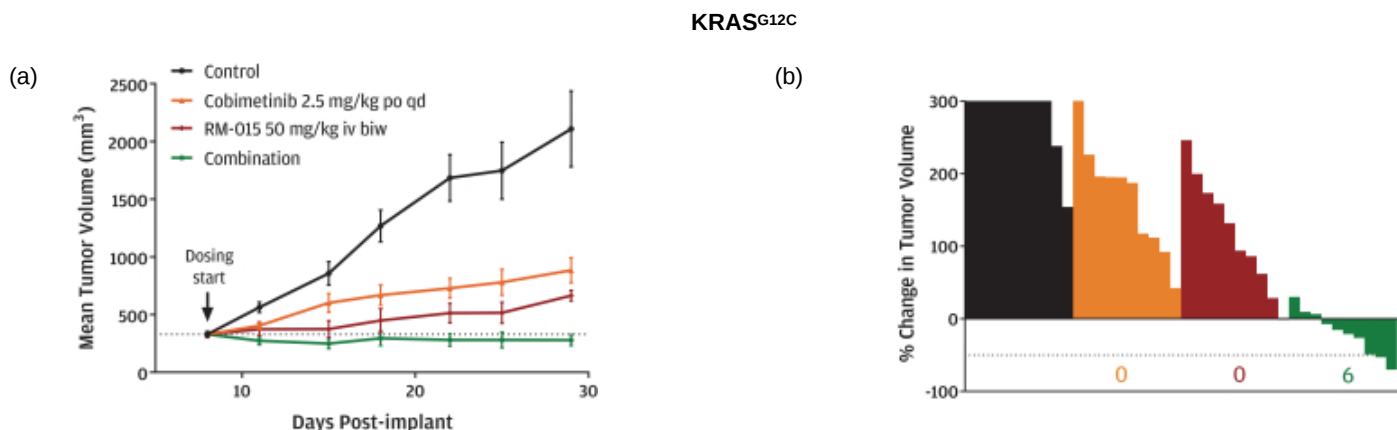 KRASG12C
(a)
Control
Cobimetinib 2.5 mg/kg po qd
RM-015 50 mg/kg iv biw
Combination
Mean Tumor Volume (mm³)
2500
2000
1500
1000
500
0
Dosing
start
10
20
30
Days Post-implant
(b)
% Change in Tumor Volume
300
200
100
0
-100
0
0
6